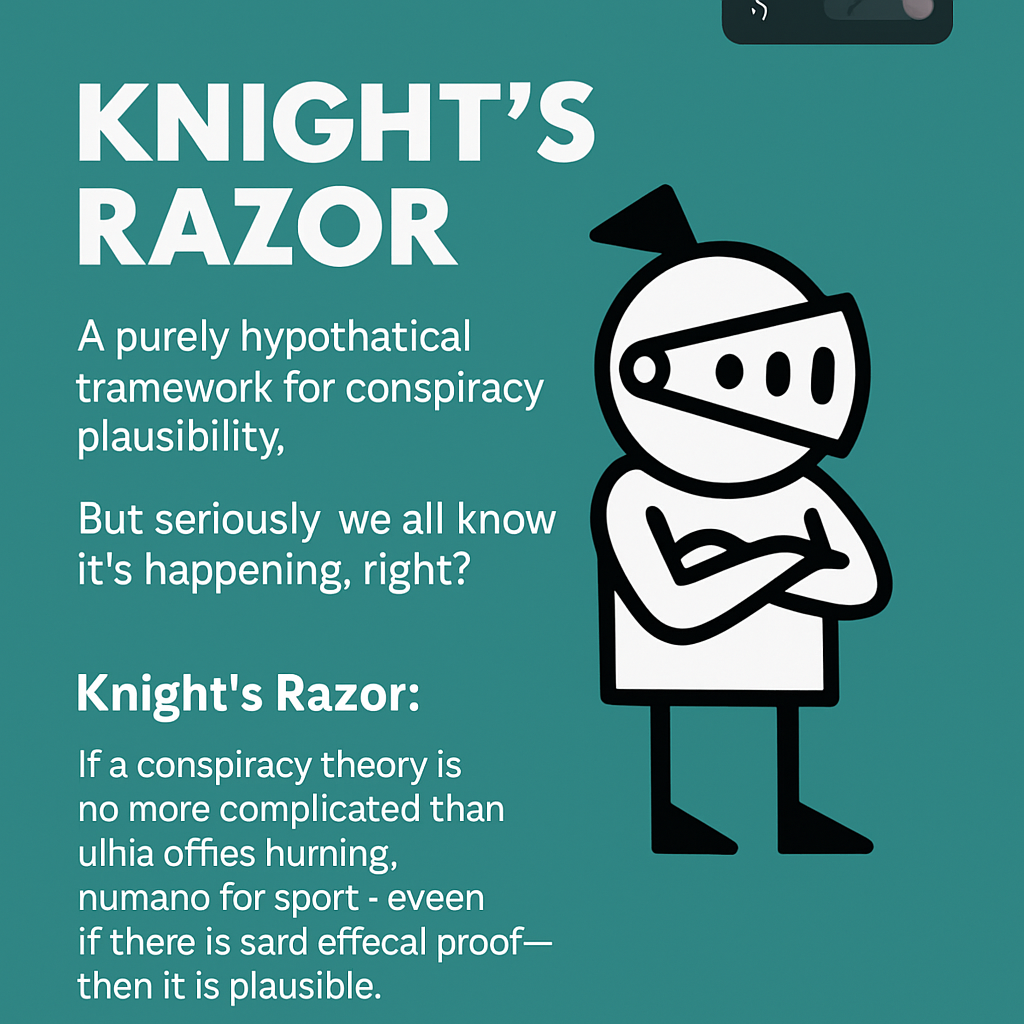 KNIGHT'S
RAZOR
A purely hypothatical
tramework for conspiracy
plausibility,
But seriously we all know
it's happening, right?
Knight's Razor:
If a conspiracy theory is
no more complicated than
ulhia offies hurning,
numano for sport - eveen
if there is sard effecal proof—
then it is plausible.